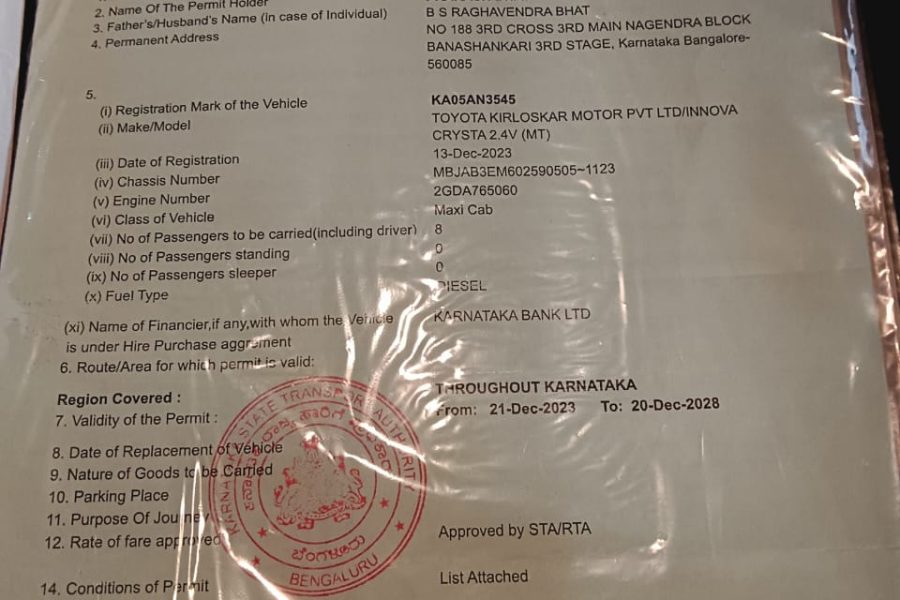 2. Name Of The Permit Holder
3. Father's/Husband's Name (in case of Individual) B S RAGHAVENDRA BHAT
4. Permanent Address NO 188 3RD CROSS 3RD MAIN NAGENDRA BLOCK
BANASHANKARI 3RD STAGE, Karnataka Bangalore-
560085
5.
(i) Registration Mark of the Vehicle KA05AN3545
(ii) Make/Model TOYOTA KIRLOSKAR MOTOR PVT LTD/INNOVA
CRYSTA 2.4V (MT)
(iii) Date of Registration 13-Dec-2023
(iv) Chassis Number MBJAB3EM602590505~1123
(v) Engine Number 2GDA765060
(vi) Class of Vehicle Maxi Cab
(vii) No of Passengers to be carried(including driver) 8
(viii) No of Passengers standing 0
(ix) No of Passengers sleeper 0
(x) Fuel Type DIESEL
(xi) Name of Financier,if any,with whom the Vehicle KARNATAKA BANK LTD
is under Hire Purchase aggrement
6. Route/Area for which permit is valid:
Region Covered : THROUGHOUT KARNATAKA
7. Validity of the Permit : From: 21-Dec-2023 To: 20-Dec-2028
8. Date of Replacement of Vehicle
9. Nature of Goods to be Carried
10. Parking Place
11. Purpose Of Journey
12. Rate of fare approved Approved by STA/RTA
14. Conditions of Permit List Attached
KARNATAKA STATE TRANSPORT AUTHORITY
ಬೆಂಗಳೂರು
BENGALURU